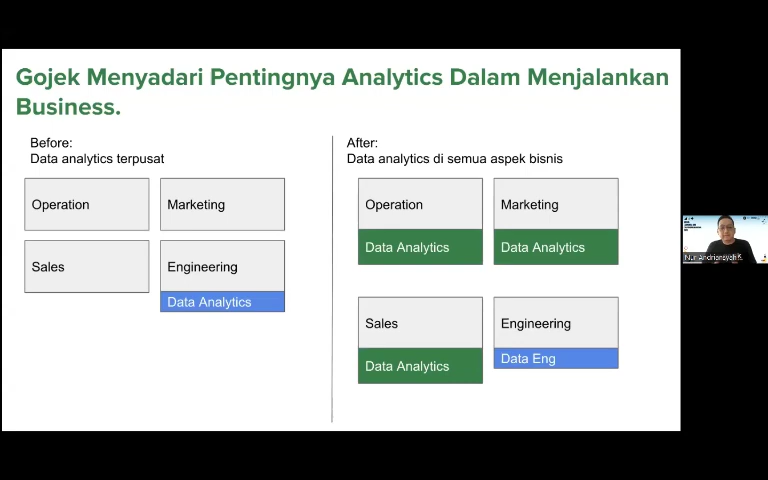 Gojek Menyadari Pentingnya Analytics Dalam Menjalankan
Business.
Before:
Data analytics terpusat
Operation
Marketing
Sales
Engineering
Data Analytics
After:
Data analytics di semua aspek bisnis
Operation
Marketing
Data Analytics
Data Analytics
Sales
Engineering
Data Analytics
Data Eng